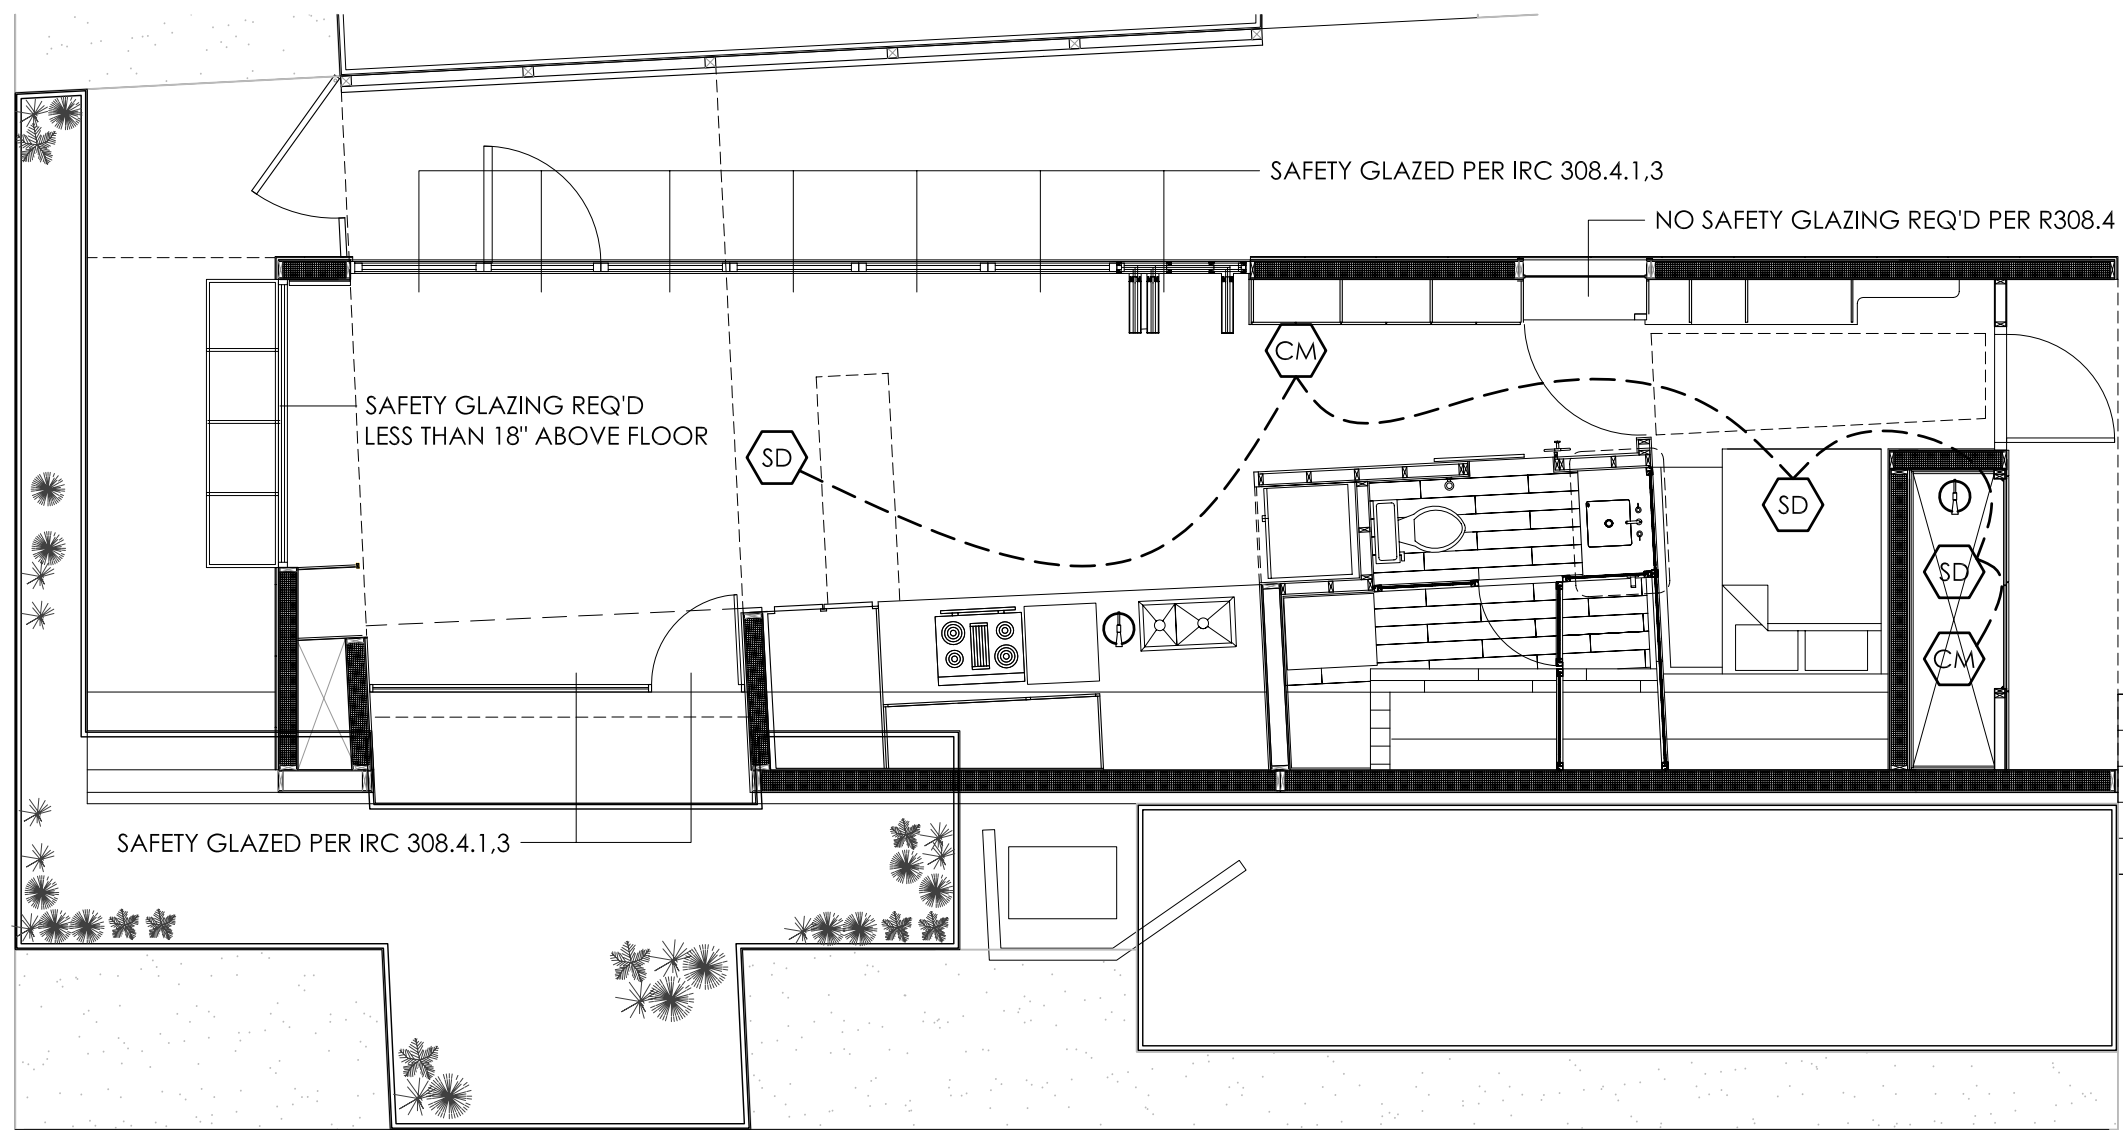 SAFETY GLAZED PER IRC 308.4.1,3
NO SAFETY GLAZING REQ'D PER R308.4
CM
SAFETY GLAZING REQ'D
LESS THAN 18" ABOVE FLOOR
SD
SD
SD
CM
SAFETY GLAZED PER IRC 308.4.1,3